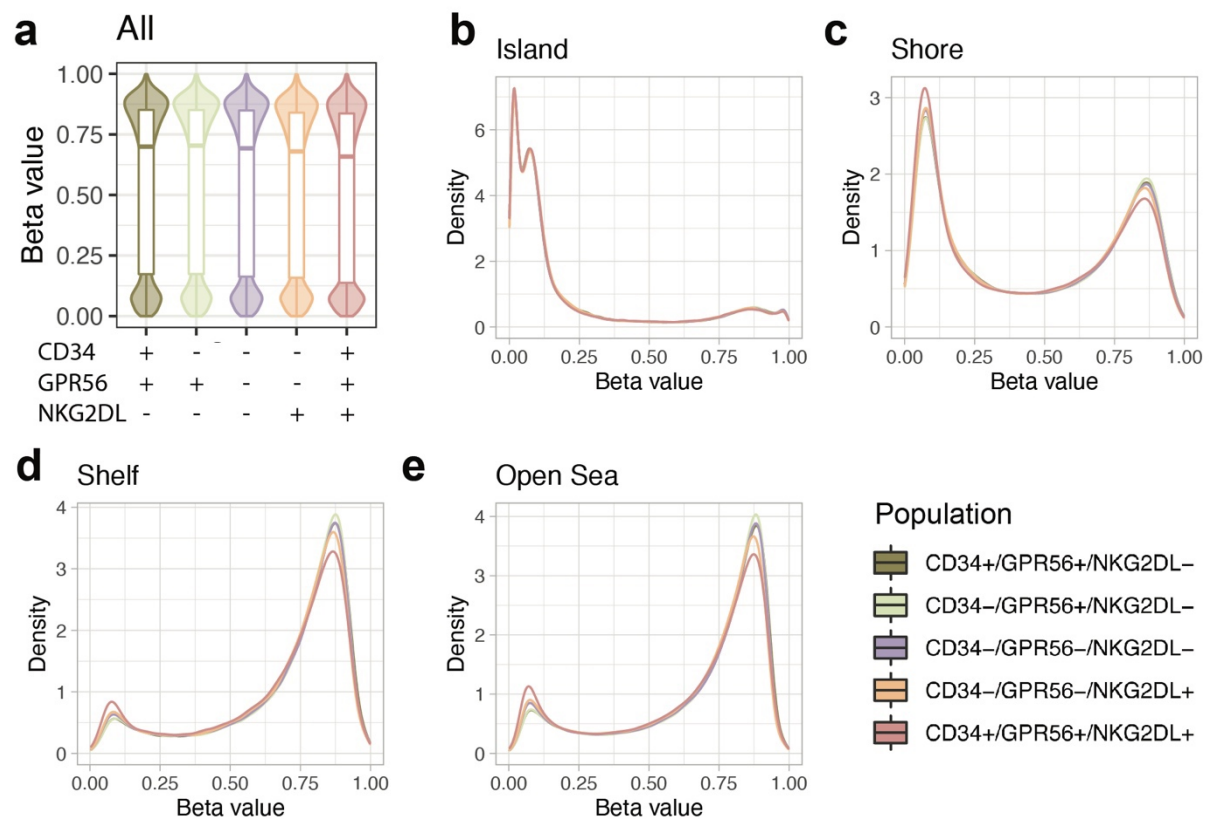 a All
Beta value
1.00
0.75
0.50
0.25
0.00
CD34 + - - - +
GPR56 + + - - +
NKG2DL - - - + +
b Island
Density
6
4
2
0
0.00 0.25 0.50 0.75 1.00
Beta value
c Shore
Density
3
2
1
0
0.00 0.25 0.50 0.75 1.00
Beta value
d Shelf
Density
4
3
2
1
0
0.00 0.25 0.50 0.75 1.00
Beta value
e Open Sea
Density
4
3
2
1
0
0.00 0.25 0.50 0.75 1.00
Beta value
Population
CD34+/GPR56+/NKG2DL−
CD34−/GPR56+/NKG2DL−
CD34−/GPR56−/NKG2DL−
CD34−/GPR56−/NKG2DL+
CD34+/GPR56+/NKG2DL+